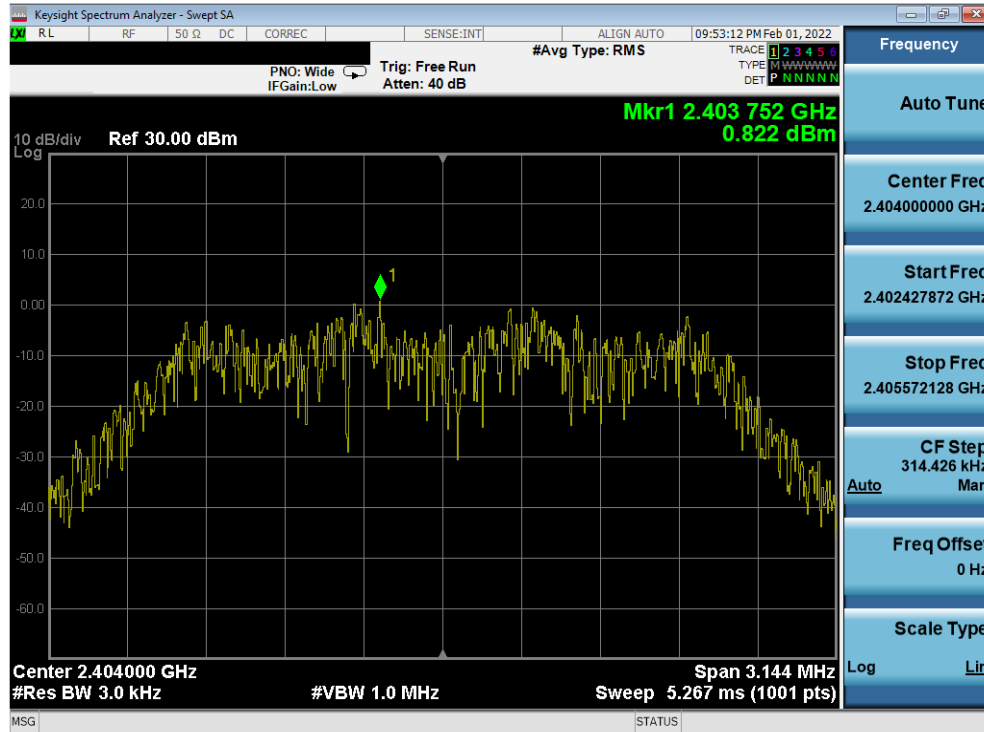 Keysight Spectrum Analyzer - Swept SA
LXI RL RF 50 Ω DC CORREC SENSE:INT ALIGN AUTO 09:53:12 PM Feb 01, 2022
PNO: Wide
IFGain:Low
Trig: Free Run
Atten: 40 dB
#Avg Type: RMS
TRACE 1 2 3 4 5 6
TYPE M WWWWW
DET P N N N N N
Mkr1 2.403 752 GHz
0.822 dBm
10 dB/div Ref 30.00 dBm
Log
20.0
10.0
0.00
-10.0
-20.0
-30.0
-40.0
-50.0
-60.0
1
Center 2.404000 GHz Span 3.144 MHz
#Res BW 3.0 kHz #VBW 1.0 MHz Sweep 5.267 ms (1001 pts)
MSG STATUS
Frequency
Auto Tune
Center Freq
2.404000000 GHz
Start Freq
2.402427872 GHz
Stop Freq
2.405572128 GHz
CF Step
314.426 kHz
Auto Man
Freq Offset
0 Hz
Scale Type
Log Lin